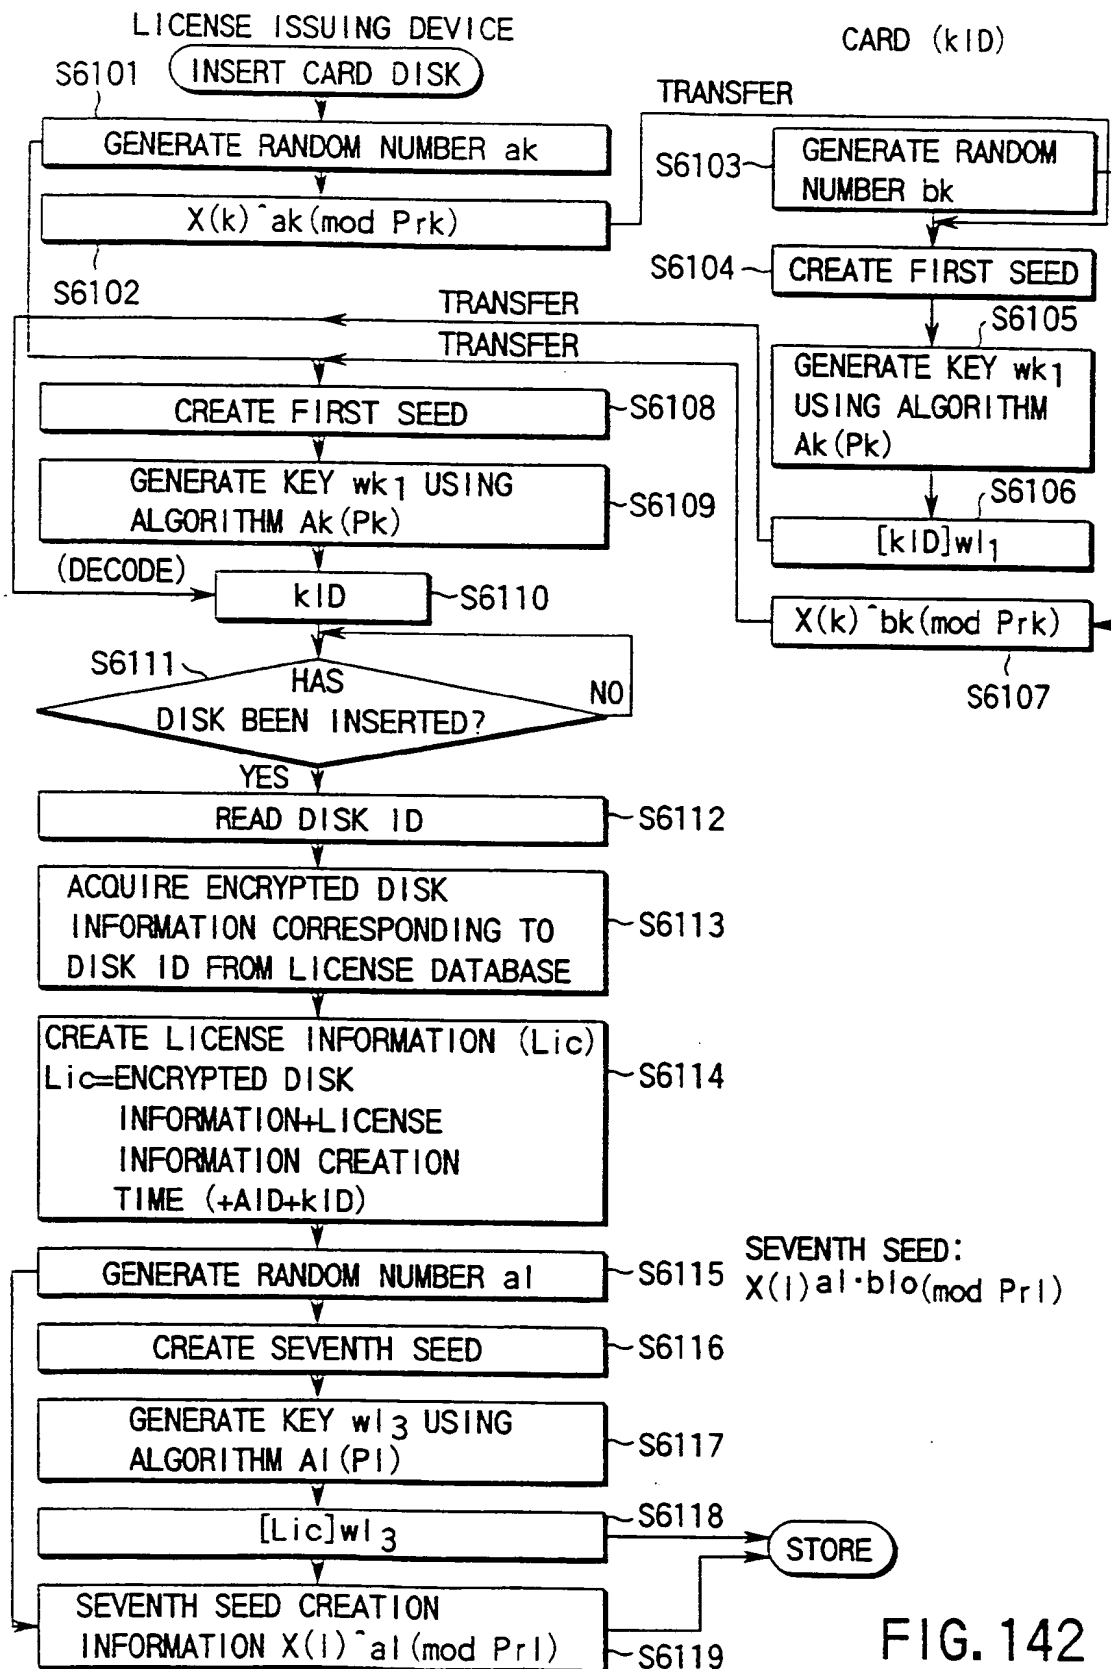 LICENSE ISSUING DEVICE
CARD (kID)
S6101
INSERT CARD DISK
TRANSFER
GENERATE RANDOM NUMBER ak
S6103
GENERATE RANDOM
NUMBER bk
X(k)^ak(mod Prk)
S6102
S6104
CREATE FIRST SEED
TRANSFER
S6105
TRANSFER
GENERATE KEY wk1
USING ALGORITHM
Ak(Pk)
CREATE FIRST SEED
S6108
GENERATE KEY wk1 USING
ALGORITHM Ak(Pk)
S6109
S6106
[kID]wl1
(DECODE)
kID
S6110
X(k)^bk(mod Prk)
S6107
S6111
HAS
DISK BEEN INSERTED?
NO
YES
READ DISK ID
S6112
ACQUIRE ENCRYPTED DISK
INFORMATION CORRESPONDING TO
DISK ID FROM LICENSE DATABASE
S6113
CREATE LICENSE INFORMATION (Lic)
Lic=ENCRYPTED DISK
INFORMATION+LICENSE
INFORMATION CREATION
TIME (+AID+kID)
S6114
GENERATE RANDOM NUMBER al
S6115
SEVENTH SEED:
X(l)al·blo(mod Prl)
CREATE SEVENTH SEED
S6116
GENERATE KEY wl3 USING
ALGORITHM Al(Pl)
S6117
[Lic]wl3
S6118
STORE
SEVENTH SEED CREATION
INFORMATION X(l)^al(mod Prl)
S6119
FIG. 142